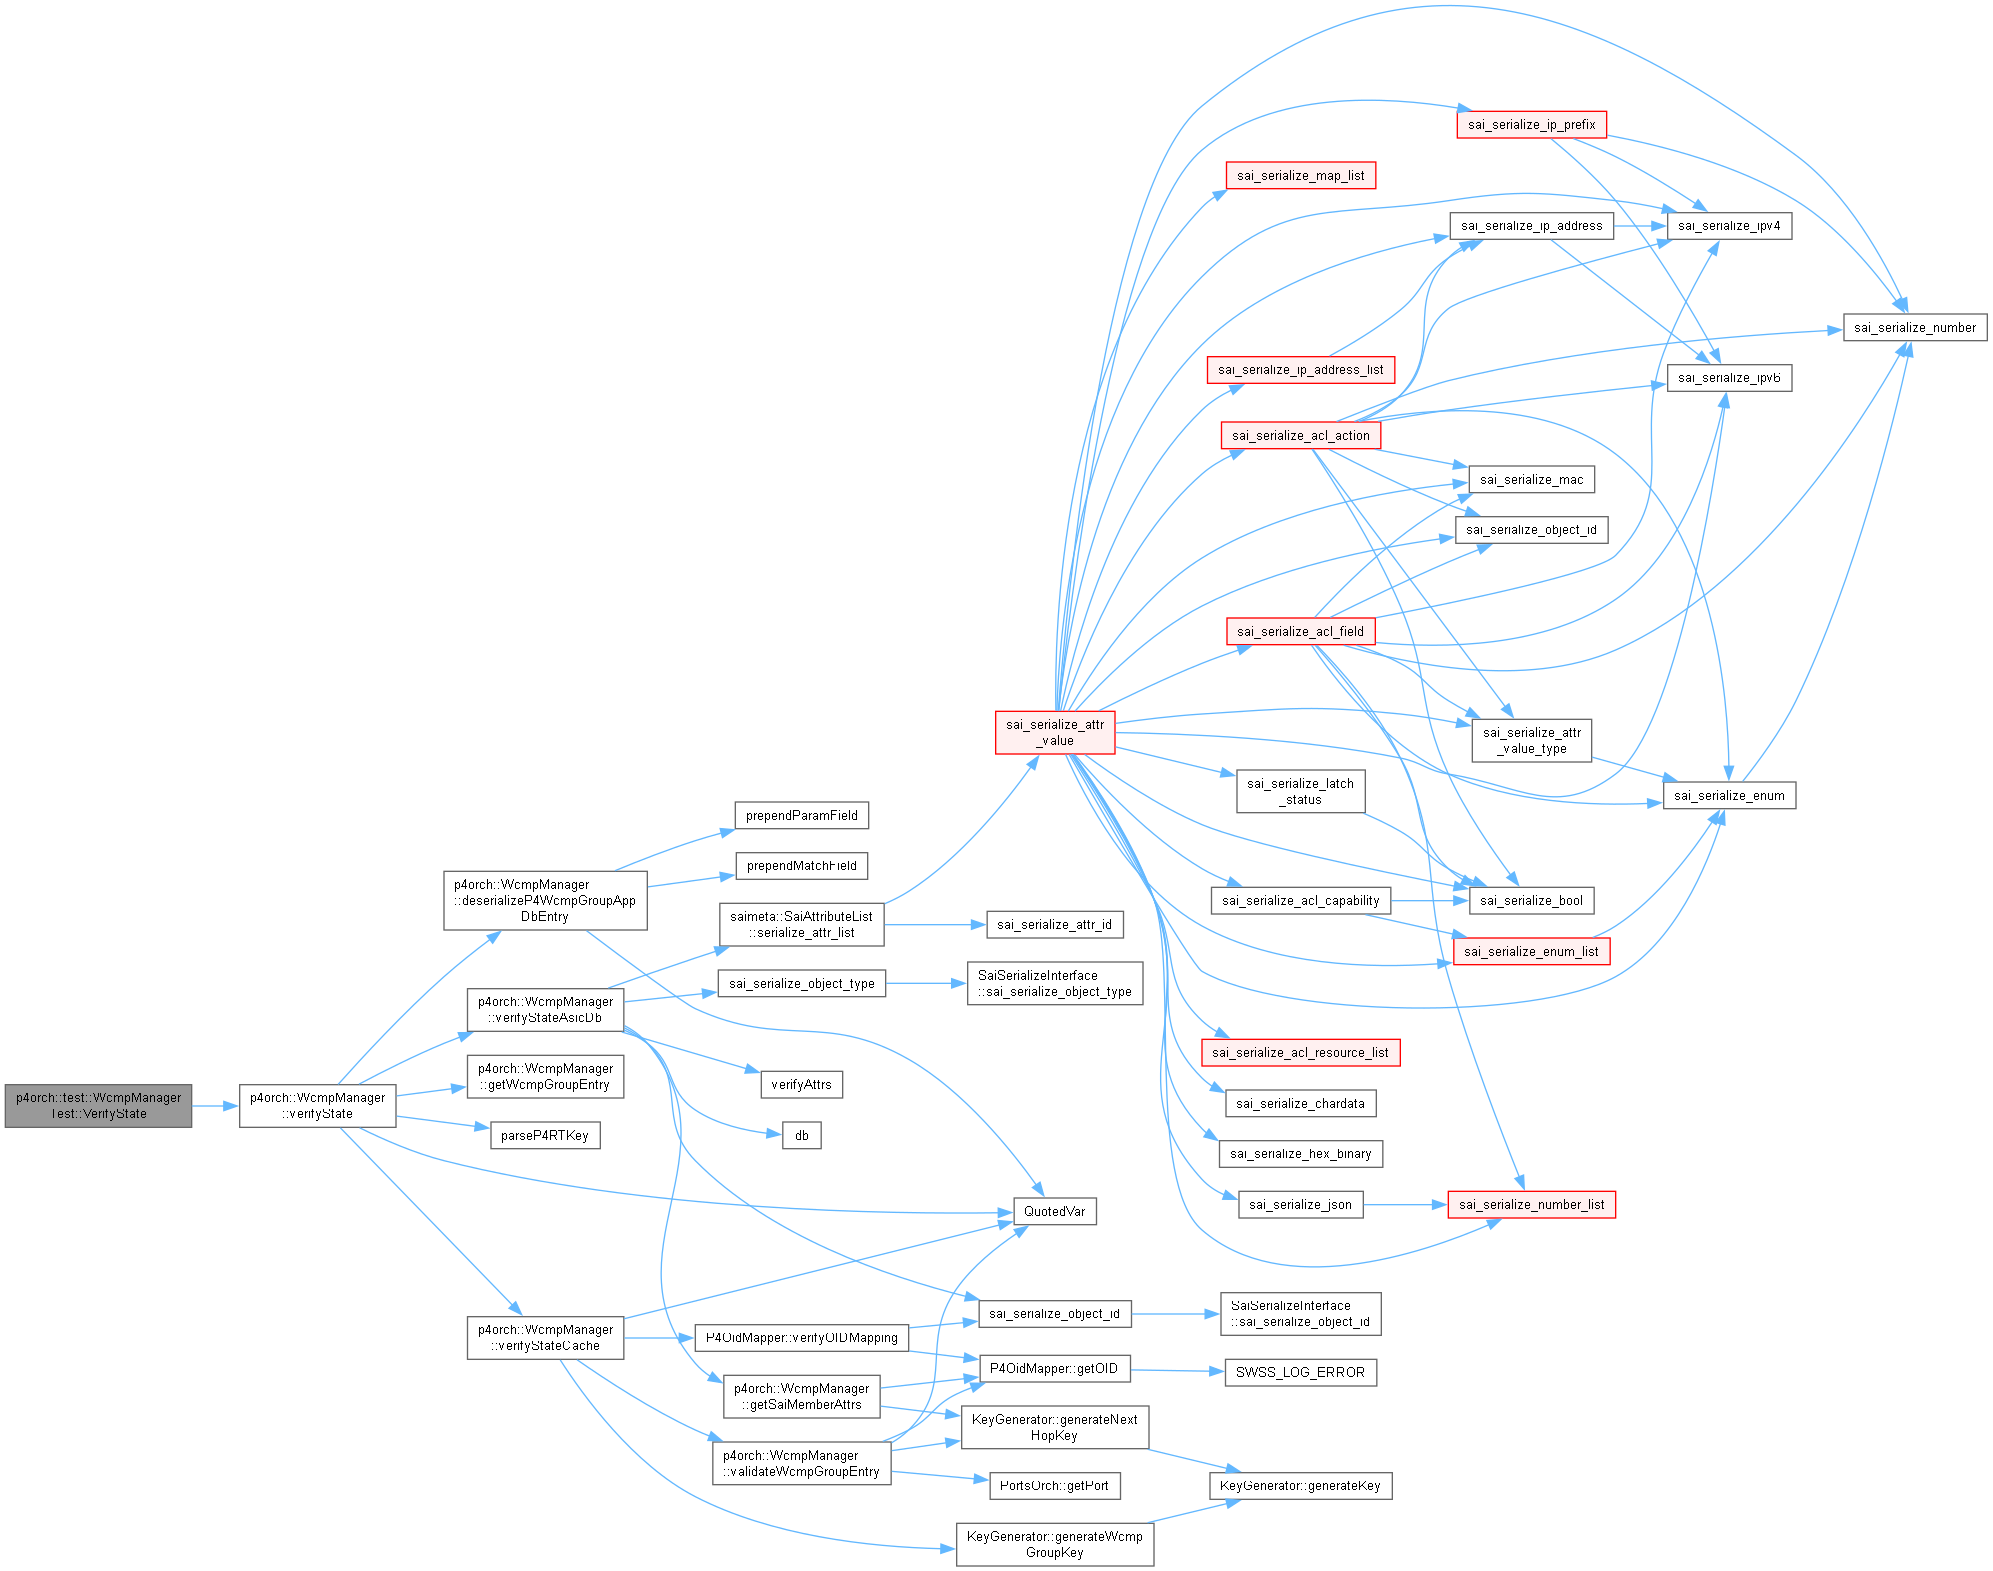 p4orch::test::WcmpManager
Test::VerifyState
p4orch::WcmpManager
::verifyState
p4orch::WcmpManager
::deserializeP4WcmpGroupApp
DbEntry
p4orch::WcmpManager
::verifyStateAsicDb
p4orch::WcmpManager
::getWcmpGroupEntry
parseP4RTKey
p4orch::WcmpManager
::verifyStateCache
prependParamField
prependMatchField
saimeta::SaiAttributeList
::serialize_attr_list
sai_serialize_object_type
verifyAttrs
db
P4OidMapper::verifyOIDMapping
p4orch::WcmpManager
::getSaiMemberAttrs
p4orch::WcmpManager
::validateWcmpGroupEntry
sai_serialize_attr
_value
sai_serialize_attr_id
SaiSerializeInterface
::sai_serialize_object_type
QuotedVar
sai_serialize_object_id
P4OidMapper::getOID
KeyGenerator::generateNext
HopKey
PortsOrch::getPort
KeyGenerator::generateWcmp
GroupKey
sai_serialize_map_list
sai_serialize_ip_address_list
sai_serialize_acl_action
sai_serialize_acl_field
sai_serialize_latch
_status
sai_serialize_acl_capability
sai_serialize_acl_resource_list
sai_serialize_chardata
sai_serialize_hex_binary
sai_serialize_json
SaiSerializeInterface
::sai_serialize_object_id
SWSS_LOG_ERROR
KeyGenerator::generateKey
sai_serialize_ip_prefix
sai_serialize_ip_address
sai_serialize_mac
sai_serialize_object_id
sai_serialize_attr
_value_type
sai_serialize_bool
sai_serialize_enum_list
sai_serialize_number_list
sai_serialize_ipv4
sai_serialize_ipv6
sai_serialize_enum
sai_serialize_number